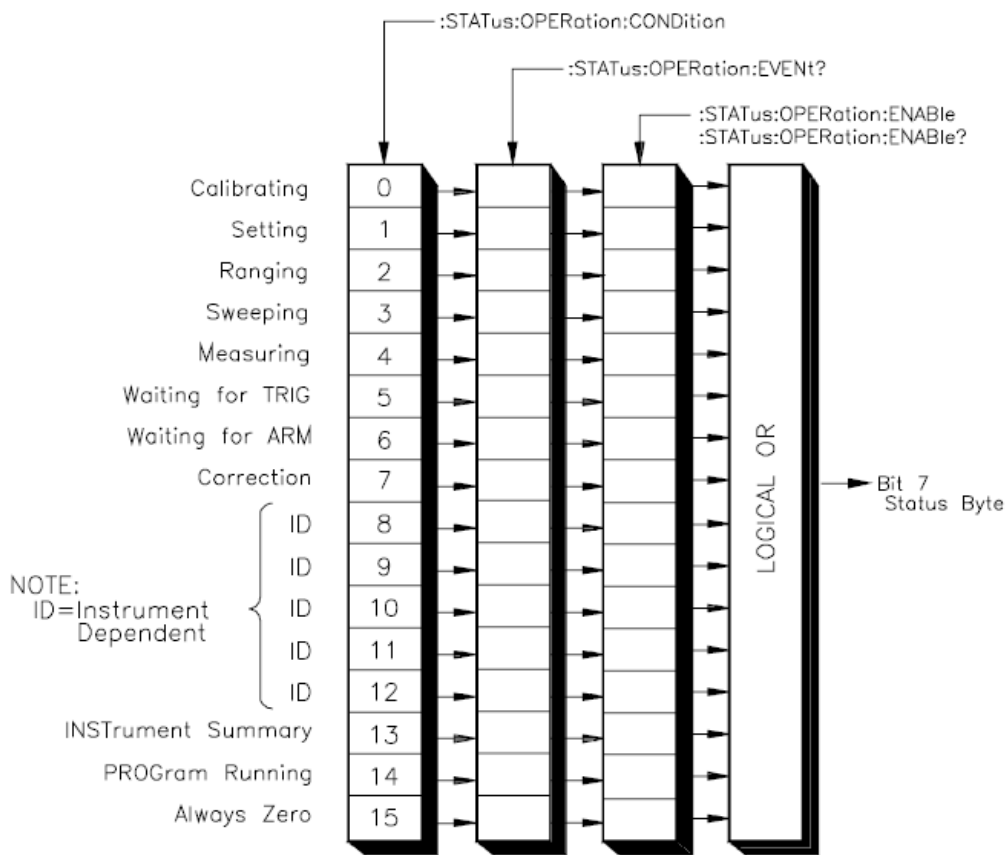 :STATus:OPERation:CONDition
:STATus:OPERation:EVENt?
:STATus:OPERation:ENABle
:STATus:OPERation:ENABle?
Calibrating 0
Setting 1
Ranging 2
Sweeping 3
Measuring 4
Waiting for TRIG 5
Waiting for ARM 6
Correction 7
ID 8
ID 9
ID 10
ID 11
ID 12
NOTE:
ID=Instrument
Dependent
INSTrument Summary 13
PROGram Running 14
Always Zero 15
LOGICAL OR
Bit 7
Status Byte